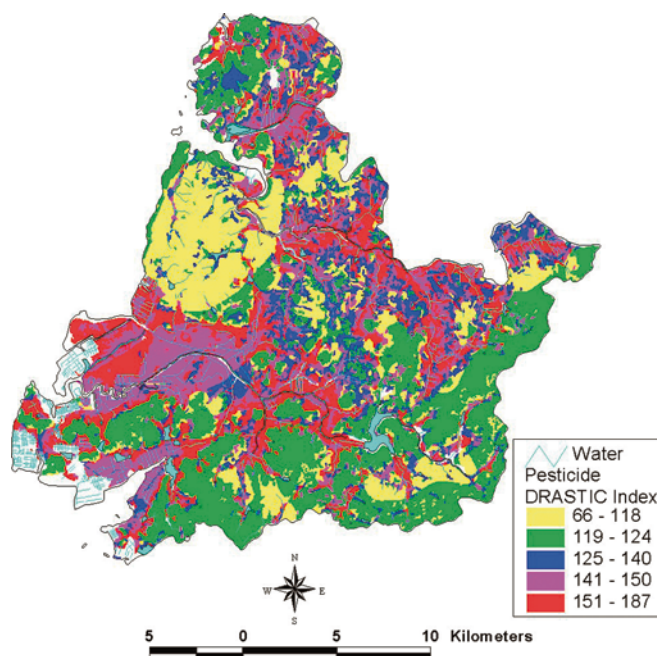 Water
Pesticide
DRASTIC Index
66 - 118
119 - 124
125 - 140
141 - 150
151 - 187
N
W E
S
5 0 5 10 Kilometers